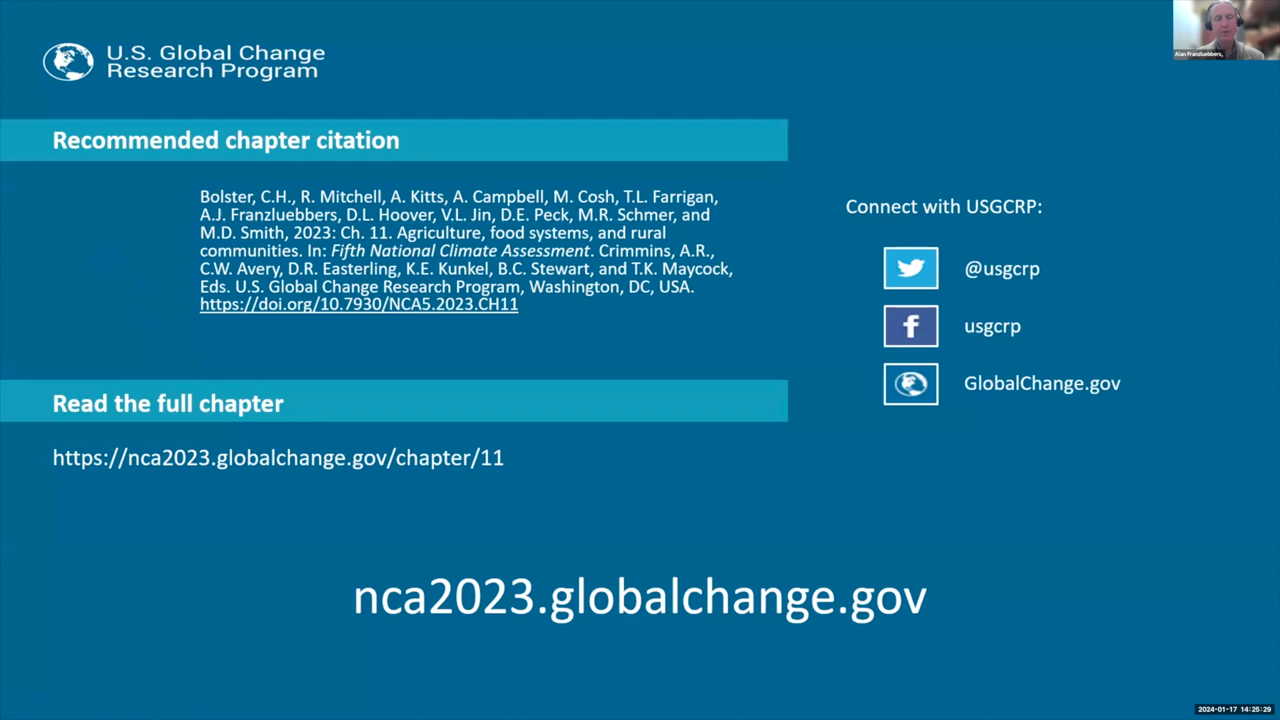 U.S. Global Change
Research Program
Alan Franzluebbers,
Recommended chapter citation
Bolster, C.H., R. Mitchell, A. Kitts, A. Campbell, M. Cosh, T.L. Farrigan,
A.J. Franzluebbers, D.L. Hoover, V.L. Jin, D.E. Peck, M.R. Schmer, and
M.D. Smith, 2023: Ch. 11. Agriculture, food systems, and rural
communities. In: Fifth National Climate Assessment. Crimmins, A.R.,
C.W. Avery, D.R. Easterling, K.E. Kunkel, B.C. Stewart, and T.K. Maycock,
Eds. U.S. Global Change Research Program, Washington, DC, USA.
https://doi.org/10.7930/NCA5.2023.CH11
Read the full chapter
https://nca2023.globalchange.gov/chapter/11
Connect with USGCRP:
@usgcrp
usgcrp
GlobalChange.gov
nca2023.globalchange.gov
2024-01-17 14:25:29